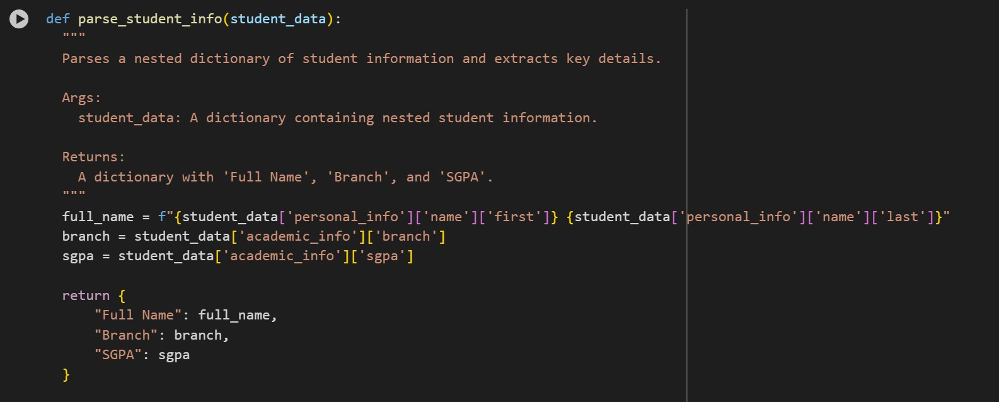 def parse_student_info(student_data):
"""
Parses a nested dictionary of student information and extracts key details.
Args:
student_data: A dictionary containing nested student information.
Returns:
A dictionary with 'Full Name', 'Branch', and 'SGPA'.
"""
full_name = f"{student_data['personal_info']['name']['first']} {student_data['personal_info']['name']['last']}"
branch = student_data['academic_info']['branch']
sgpa = student_data['academic_info']['sgpa']
return {
"Full Name": full_name,
"Branch": branch,
"SGPA": sgpa
}